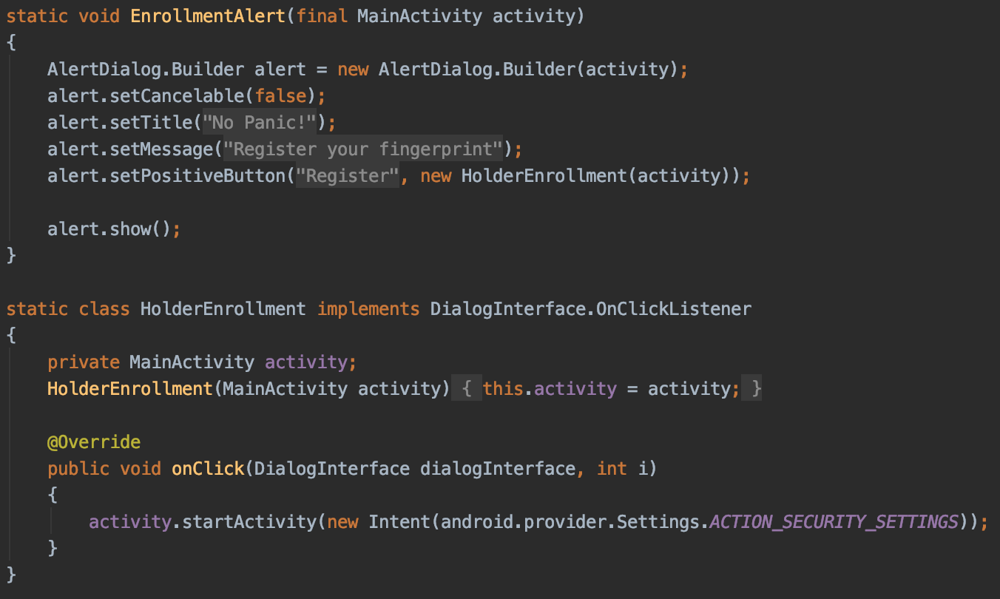 static void EnrollmentAlert(final MainActivity activity)
{
    AlertDialog.Builder alert = new AlertDialog.Builder(activity);
    alert.setCancelable(false);
    alert.setTitle("No Panic!");
    alert.setMessage("Register your fingerprint");
    alert.setPositiveButton("Register", new HolderEnrollment(activity));

    alert.show();
}

static class HolderEnrollment implements DialogInterface.OnClickListener
{
    private MainActivity activity;
    HolderEnrollment(MainActivity activity) { this.activity = activity; }

    @Override
    public void onClick(DialogInterface dialogInterface, int i)
    {
        activity.startActivity(new Intent(android.provider.Settings.ACTION_SECURITY_SETTINGS));
    }
}